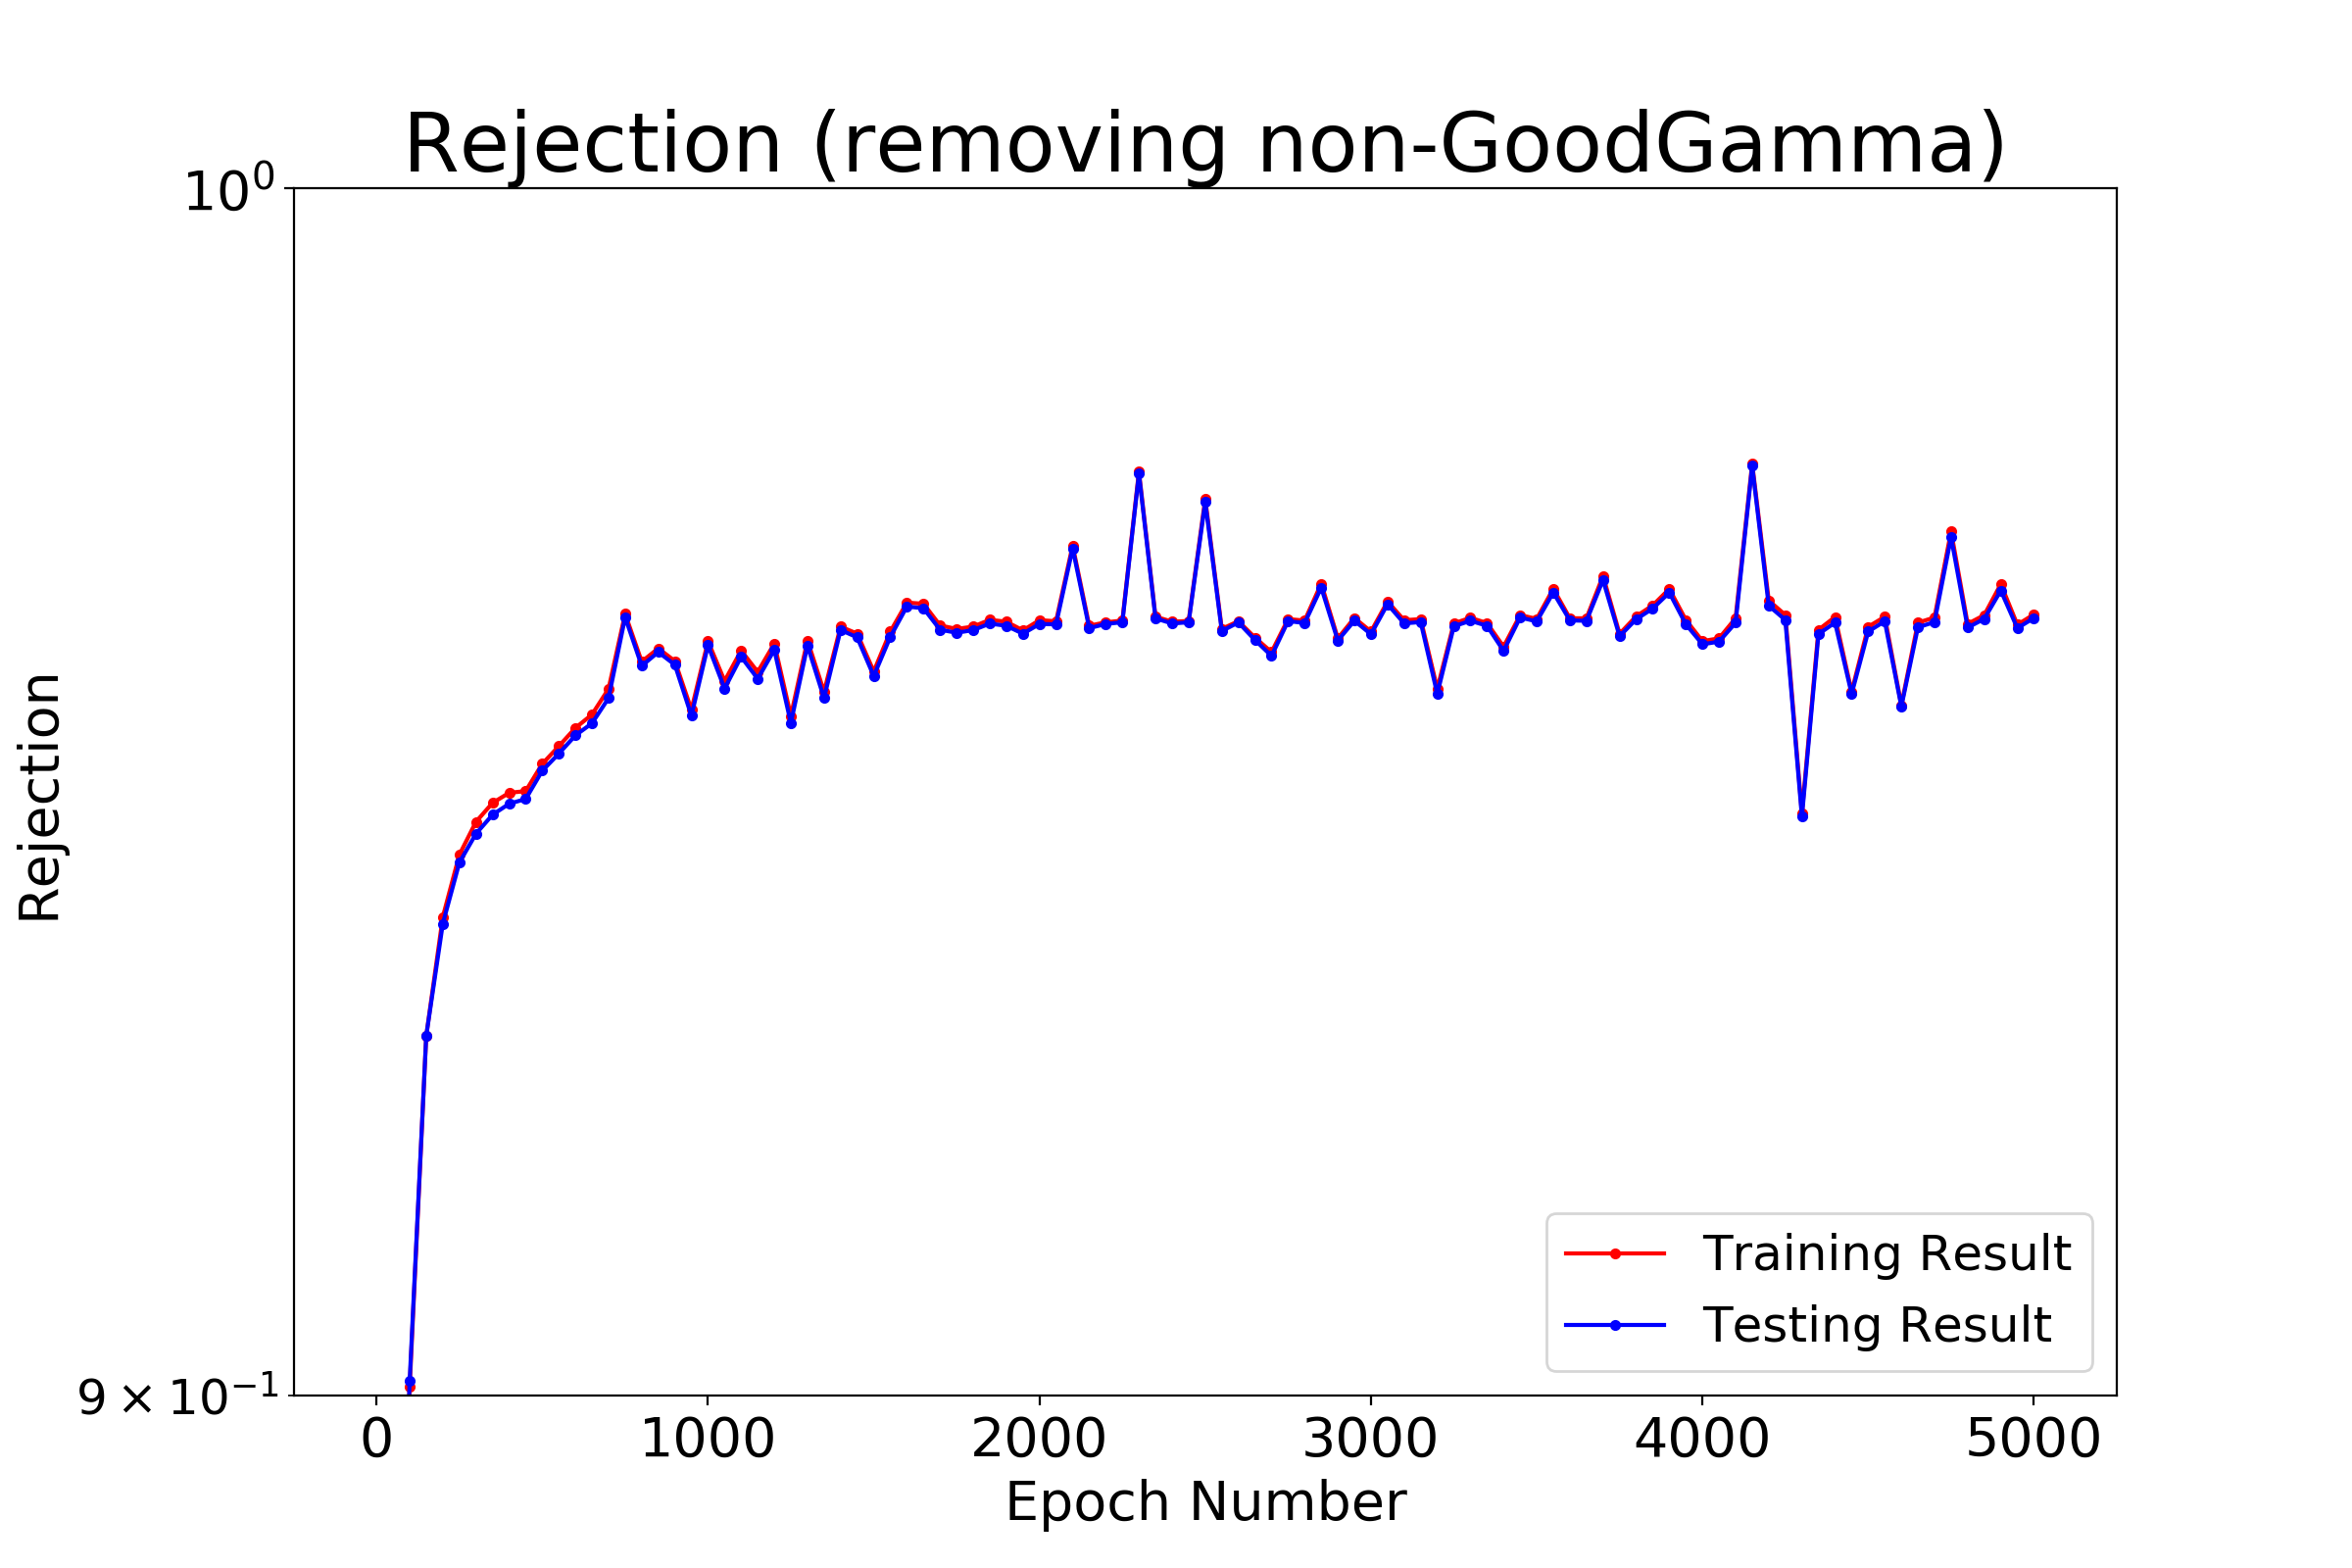 Rejection (removing non-GoodGamma)
10⁰
Rejection
9 × 10⁻¹
Training Result
Testing Result
0 1000 2000 3000 4000 5000
Epoch Number